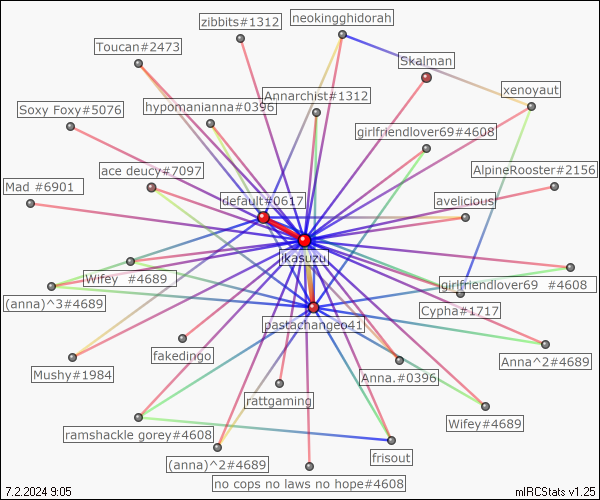 zibbits#1312
neokingghidorah
Toucan#2473
Skalman
xenoyaut
Annarchist#1312
Soxy Foxy#5076
hypomanianna#0396
girlfriendlover69#4608
ace deucy#7097
AlpineRooster#2156
Mad #6901
default#0617
avelicious
ikasuzu
Wifey #4689
girlfriendlover69 #4608
(anna)^3#4689
Cypha#1717
pastachangeo41
fakedingo
Anna^2#4689
Mushy#1984
Anna.#0396
rattgaming
Wifey#4689
ramshackle gorey#4608
frisout
(anna)^2#4689
no cops no laws no hope#4608
7.2.2024 9:05
mIRCStats v1.25